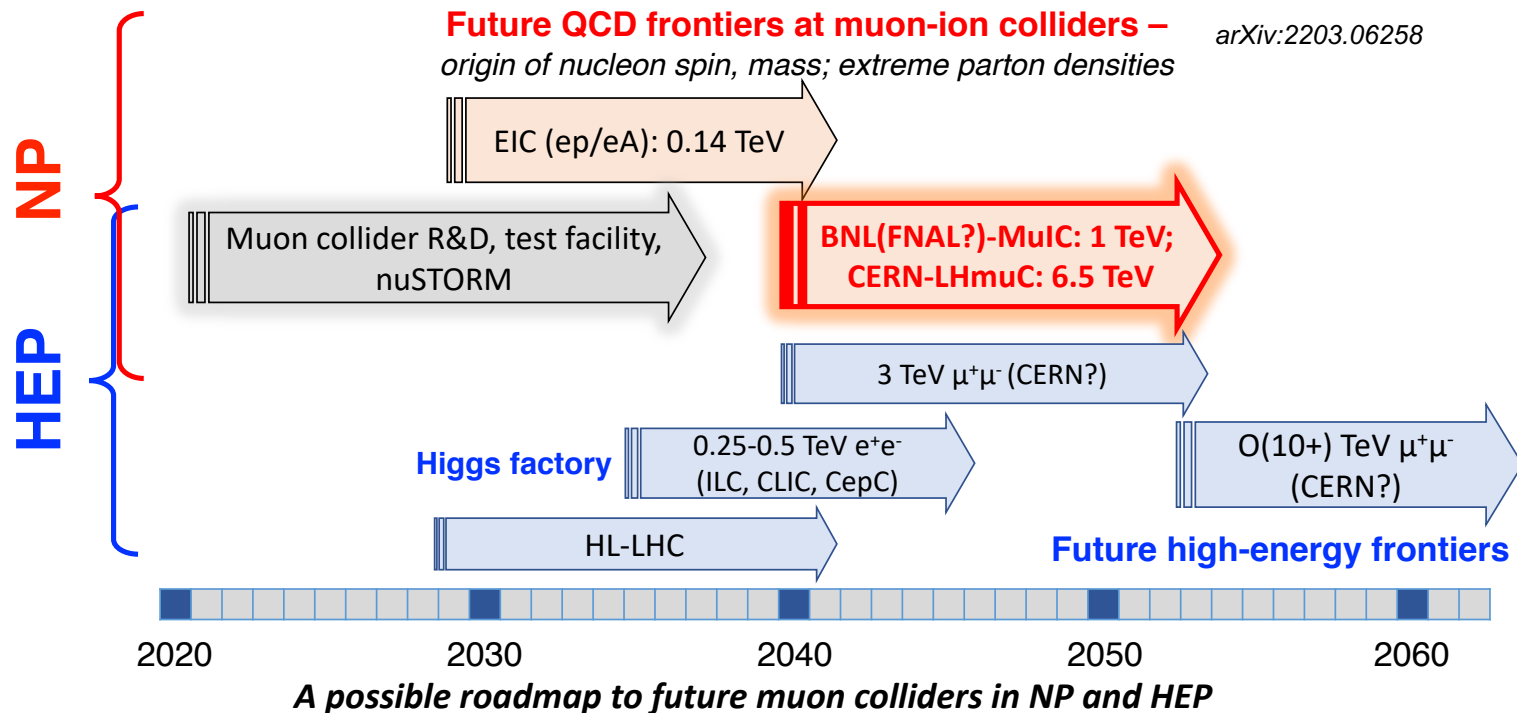 Future QCD frontiers at muon-ion colliders –
arXiv:2203.06258
origin of nucleon spin, mass; extreme parton densities
NP
EIC (ep/eA): 0.14 TeV
Muon collider R&D, test facility,
nuSTORM
BNL(FNAL?)-MuIC: 1 TeV;
CERN-LHmuC: 6.5 TeV
HEP
3 TeV µ⁺µ⁻ (CERN?)
Higgs factory
0.25-0.5 TeV e⁺e⁻
(ILC, CLIC, CepC)
O(10+) TeV µ⁺µ⁻
(CERN?)
HL-LHC
Future high-energy frontiers
2020 2030 2040 2050 2060
A possible roadmap to future muon colliders in NP and HEP